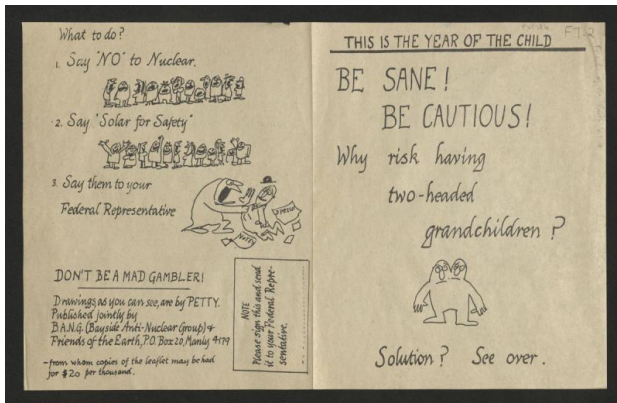 What to do?
1. Say "NO" to Nuclear.
2. Say "Solar for Safety"
3. Say them to your
Federal Representative
DON'T BE A MAD GAMBLER!
Drawings, as you can see, are by PETTY.
Published jointly by
B.A.N.G. (Bayside Anti-Nuclear Group) &
Friends of the Earth, P.O. Box 20, Manly 4179
- from whom copies of the leaflet may be had
for $20 per thousand.
NOTE
Please sign this and send
it to your Federal Repre-
sentative.
THIS IS THE YEAR OF THE CHILD
BE SANE!
BE CAUTIOUS!
Why risk having
two-headed
grandchildren?
Solution? See over.